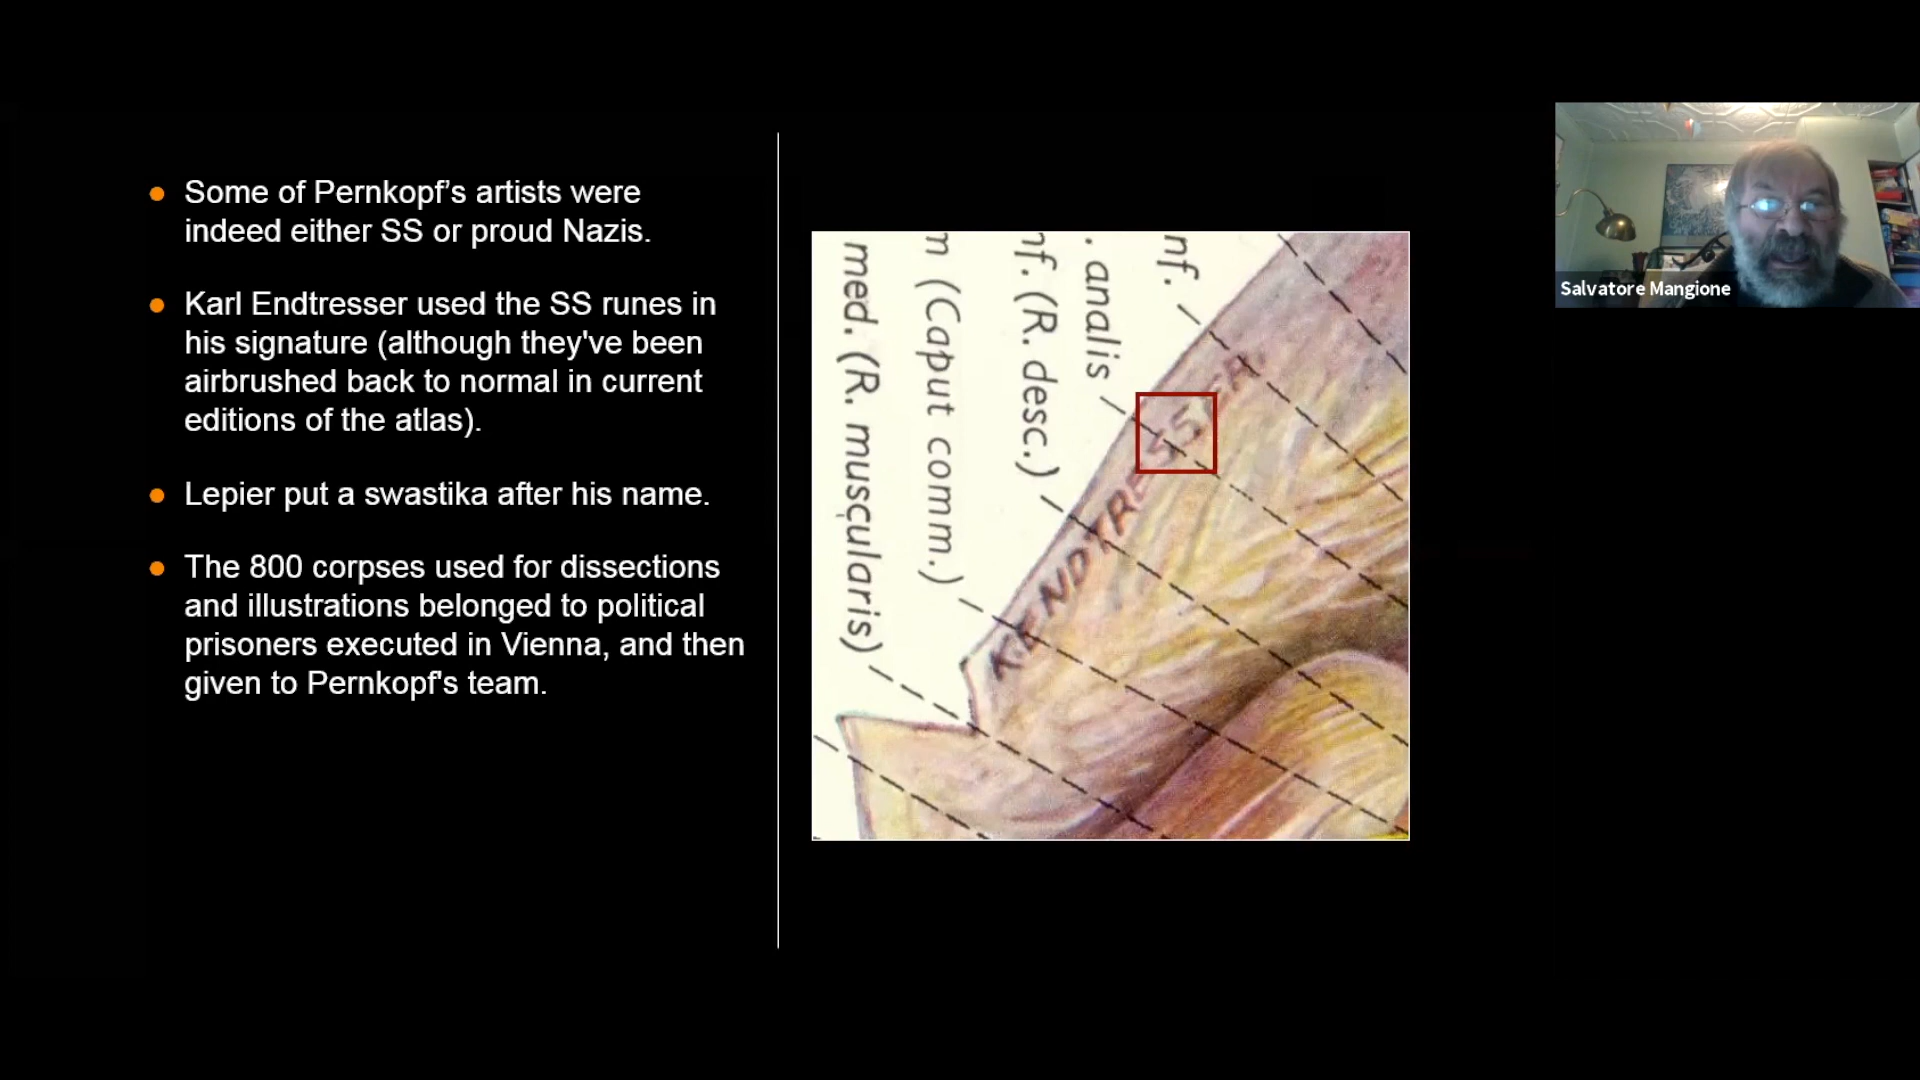 Some of Pernkopf’s artists were
indeed either SS or proud Nazis.
Karl Endtresser used the SS runes in
his signature (although they've been
airbrushed back to normal in current
editions of the atlas).
Lepier put a swastika after his name.
The 800 corpses used for dissections
and illustrations belonged to political
prisoners executed in Vienna, and then
given to Pernkopf's team.
nf.
. analis
nf. (R. desc.)
m (Caput comm.)
med. (R. muscularis)
K.ENDTRESSER
Salvatore Mangione